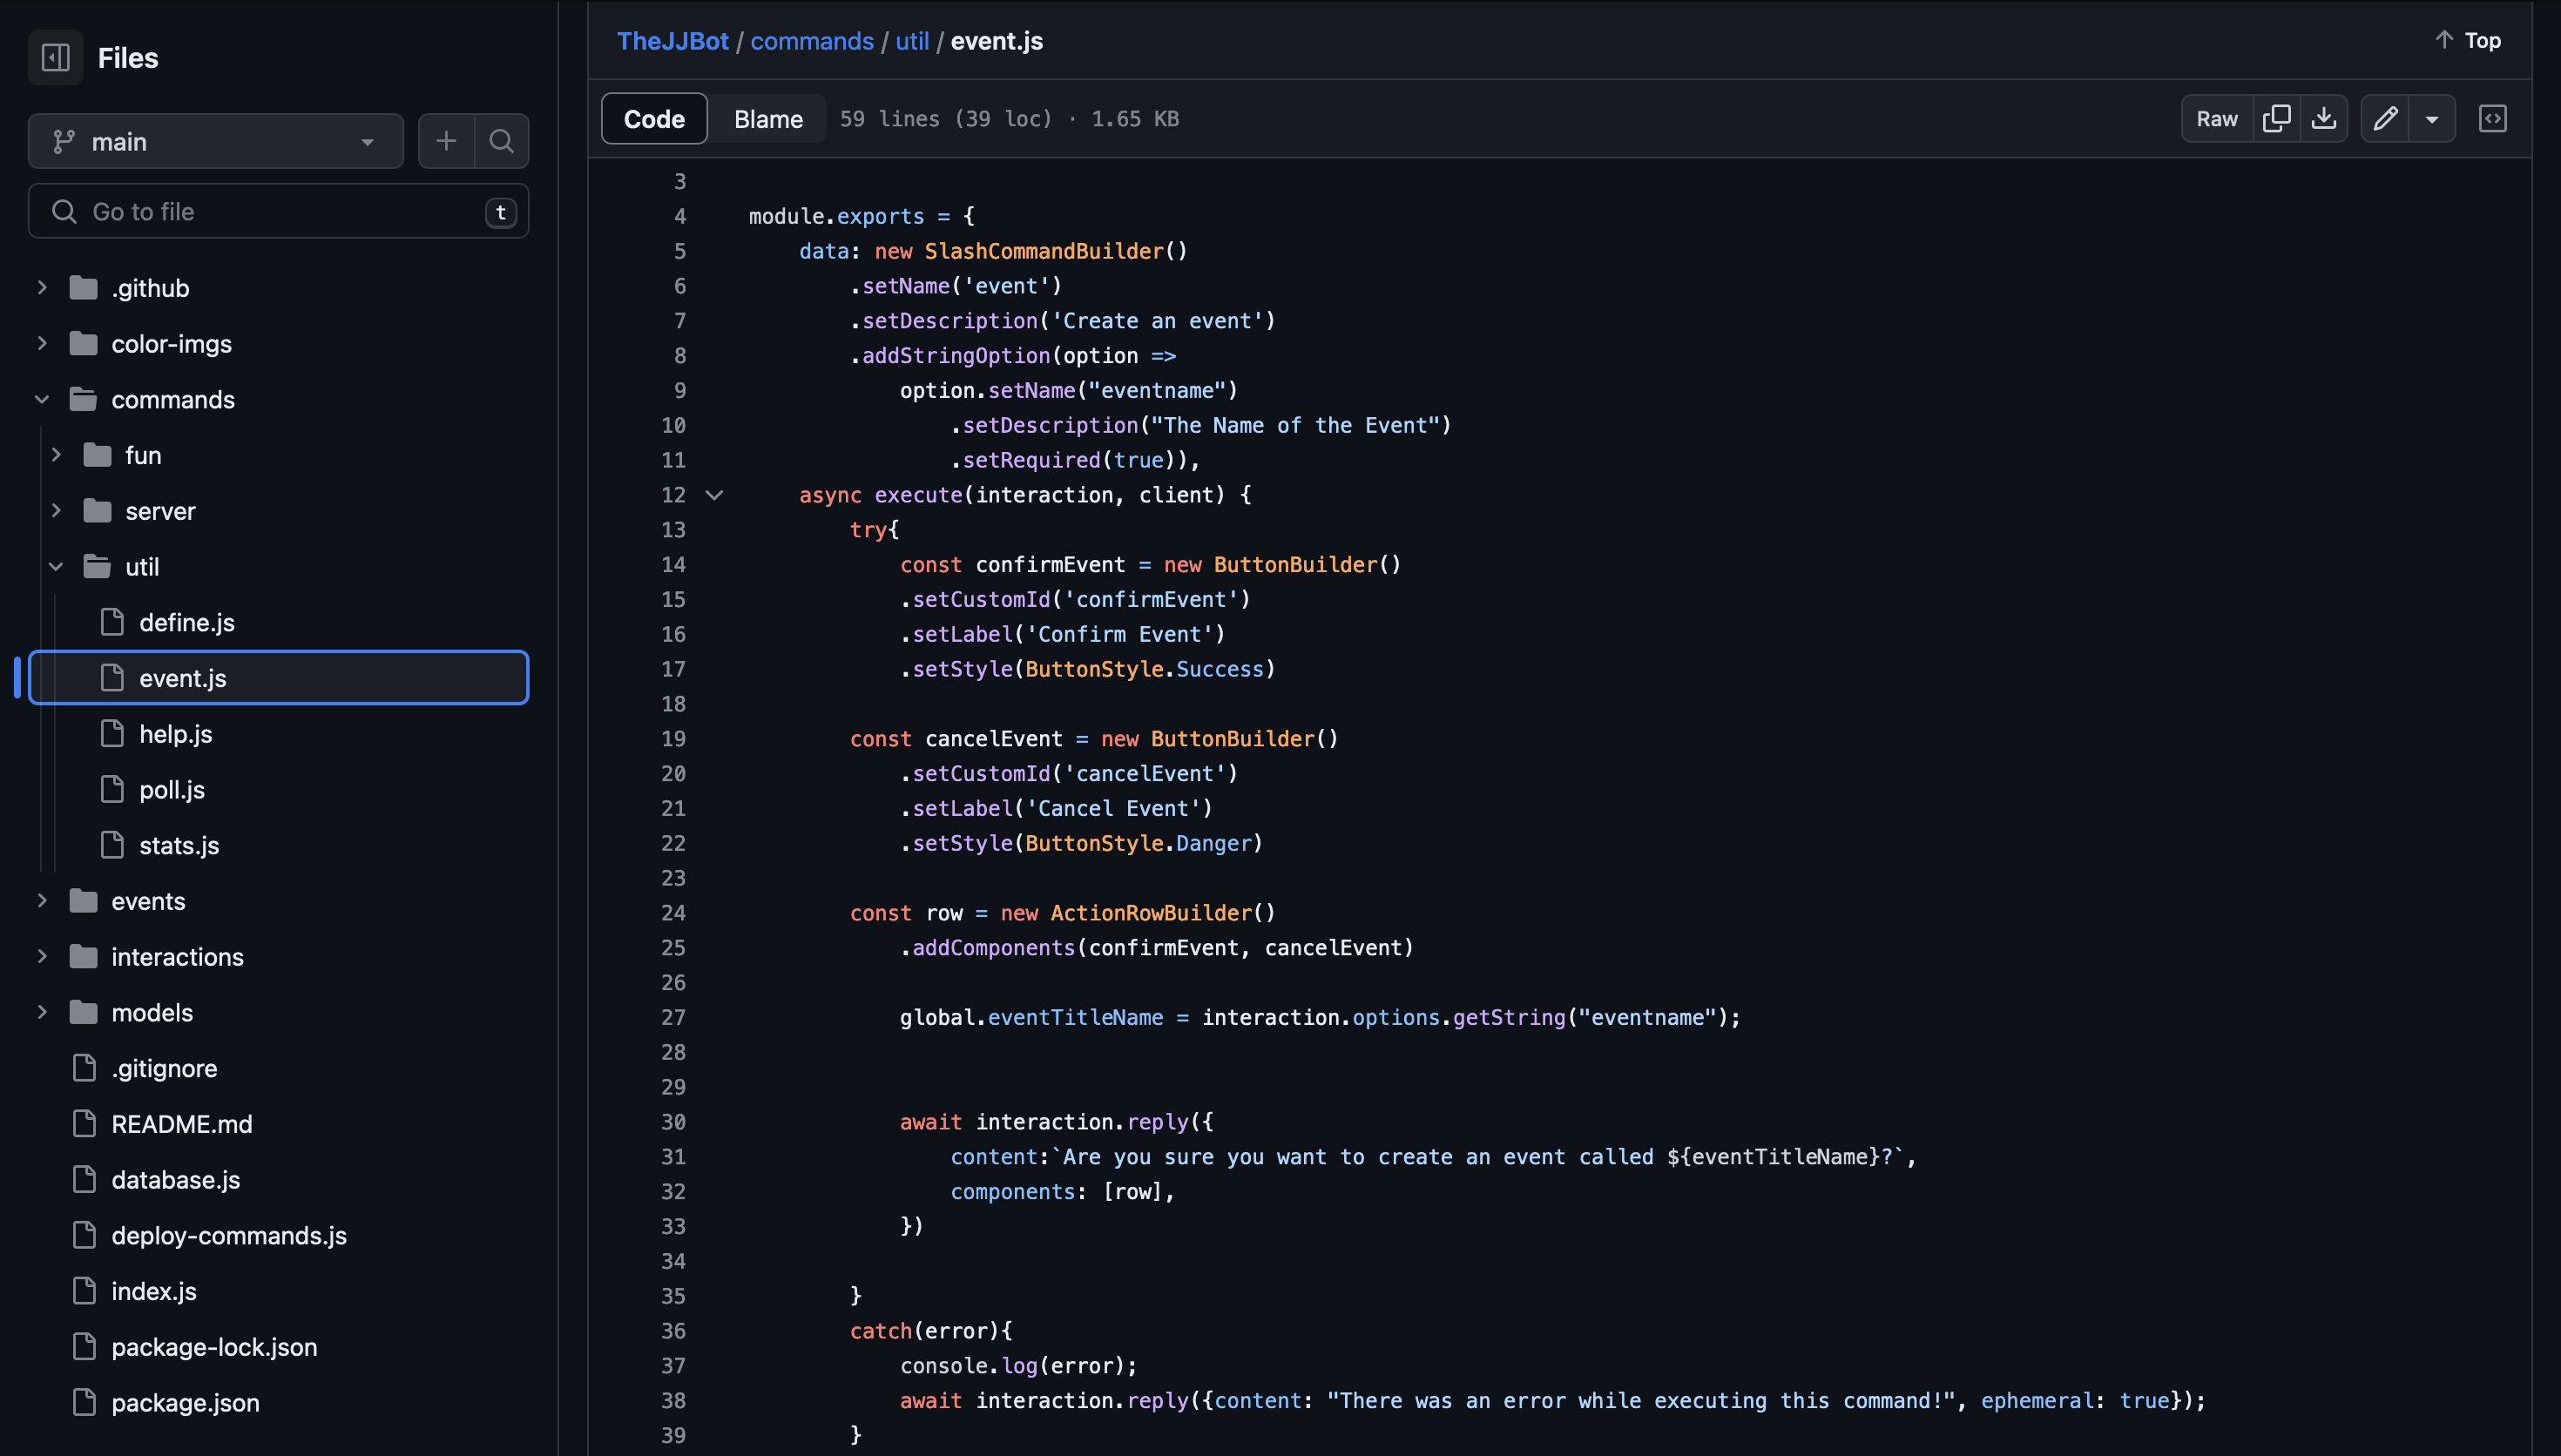 Files
main
Go to file
t
.github
color-imgs
commands
fun
server
util
define.js
event.js
help.js
poll.js
stats.js
events
interactions
models
.gitignore
README.md
database.js
deploy-commands.js
index.js
package-lock.json
package.json
TheJJBot / commands / util / event.js
Top
Code
Blame
59 lines (39 loc) · 1.65 KB
Raw
3
4 module.exports = {
5 data: new SlashCommandBuilder()
6 .setName('event')
7 .setDescription('Create an event')
8 .addStringOption(option =>
9 option.setName("eventname")
10 .setDescription("The Name of the Event")
11 .setRequired(true)),
12 async execute(interaction, client) {
13 try{
14 const confirmEvent = new ButtonBuilder()
15 .setCustomId('confirmEvent')
16 .setLabel('Confirm Event')
17 .setStyle(ButtonStyle.Success)
18
19 const cancelEvent = new ButtonBuilder()
20 .setCustomId('cancelEvent')
21 .setLabel('Cancel Event')
22 .setStyle(ButtonStyle.Danger)
23
24 const row = new ActionRowBuilder()
25 .addComponents(confirmEvent, cancelEvent)
26
27 global.eventTitleName = interaction.options.getString("eventname");
28
29
30 await interaction.reply({
31 content:`Are you sure you want to create an event called ${eventTitleName}?`,
32 components: [row],
33 })
34
35 }
36 catch(error){
37 console.log(error);
38 await interaction.reply({content: "There was an error while executing this command!", ephemeral: true});
39 }